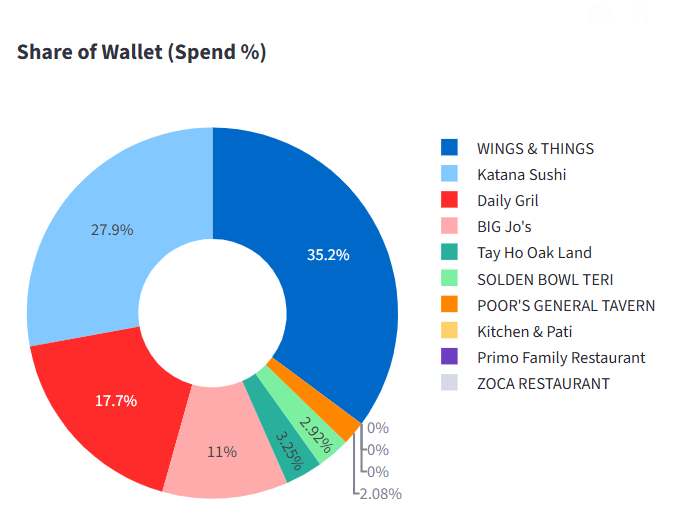 Share of Wallet (Spend %)
WINGS & THINGS
Katana Sushi
Daily Gril
BIG Jo's
Tay Ho Oak Land
SOLDEN BOWL TERI
POOR'S GENERAL TAVERN
Kitchen & Pati
Primo Family Restaurant
ZOCA RESTAURANT
27.9%
35.2%
17.7%
11%
3.25%
2.92%
0%
0%
0%
2.08%